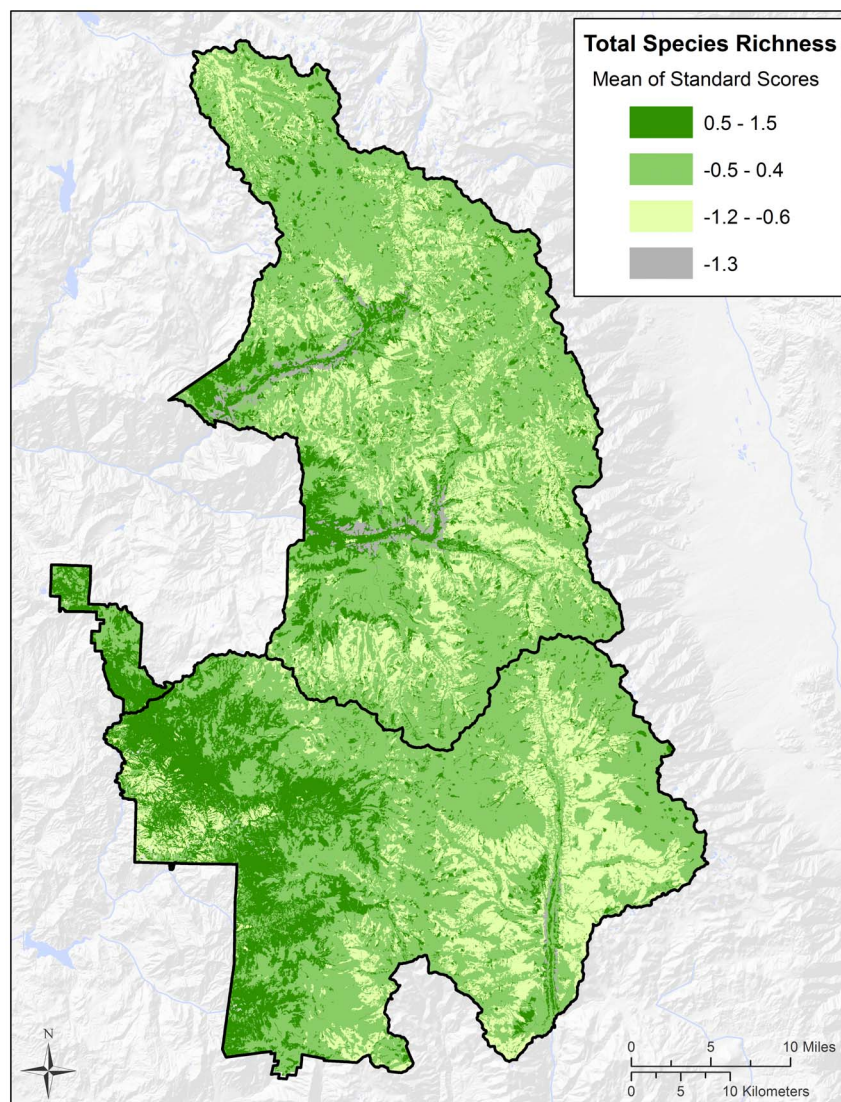 Total Species Richness
Mean of Standard Scores
0.5 - 1.5
-0.5 - 0.4
-1.2 - -0.6
-1.3
N
0 5 10 Miles
0 5 10 Kilometers